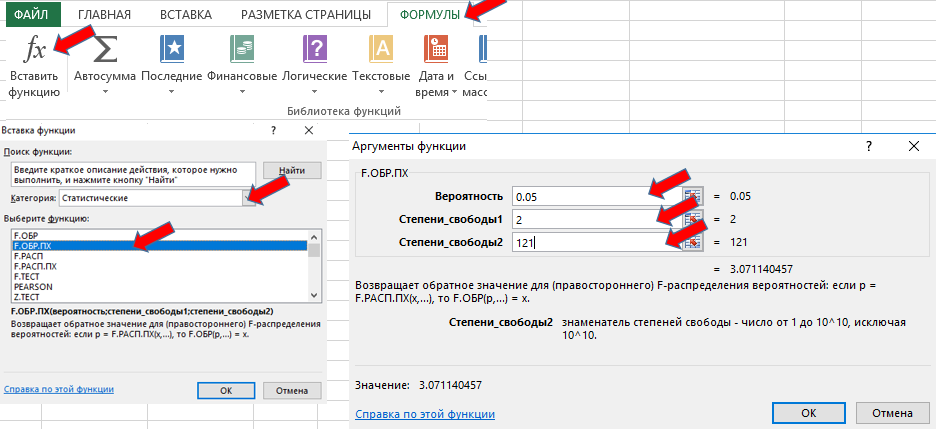 ФАЙЛ ГЛАВНАЯ ВСТАВКА РАЗМЕТКА СТРАНИЦЫ ФОРМУЛЫ
fx Σ ?
Вставить Автосумма Последние Финансовые Логические Текстовые Дата и Ссы
функцию время масс
Библиотека функций
Вставка функции ? ×
Поиск функции:
Введите краткое описание действия, которое нужно
выполнить, и нажмите кнопку "Найти"
Найти
Категория: Статистические
Выберите функцию:
F.ОБР
F.ОБР.ПХ
F.РАСП
F.РАСП.ПХ
F.ТЕСТ
PEARSON
Z.ТЕСТ
F.ОБР.ПХ(вероятность;степени_свободы1;степени_свободы2)
Возвращает обратное значение для (правостороннего) F-распределения
вероятностей: если p = F.РАСП.ПХ(x,...), то F.ОБР(p,...) = x.
Справка по этой функции
ОК Отмена
Аргументы функции ? ×
F.ОБР.ПХ
Вероятность 0.05 = 0.05
Степени_свободы1 2 = 2
Степени_свободы2 121 = 121
= 3.071140457
Возвращает обратное значение для (правостороннего) F-распределения вероятностей: если p =
F.РАСП.ПХ(x,...), то F.ОБР(p,...) = x.
Степени_свободы2 знаменатель степеней свободы - число от 1 до 10^10, исключая
10^10.
Значение: 3.071140457
Справка по этой функции
ОК Отмена